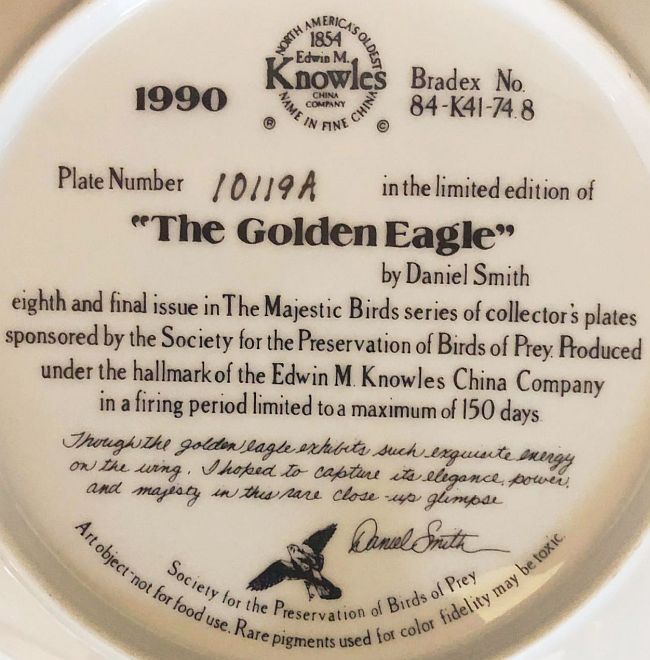 NORTH AMERICA'S OLDEST
1854
Edwin M.
Knowles
CHINA
COMPANY
NAME IN FINE CHINA
® ©
1990
Bradex No.
84-K41-74.8
Plate Number 10119A in the limited edition of
"The Golden Eagle"
by Daniel Smith
eighth and final issue in The Majestic Birds series of collector's plates
sponsored by the Society for the Preservation of Birds of Prey. Produced
under the hallmark of the Edwin M. Knowles China Company
in a firing period limited to a maximum of 150 days.
Though the golden eagle exhibits such exquisite energy
on the wing, I hoped to capture its elegance, power,
and majesty in this rare close-up glimpse
Daniel Smith
Society for the Preservation of Birds of Prey
Art object-not for food use. Rare pigments used for color fidelity may be toxic.